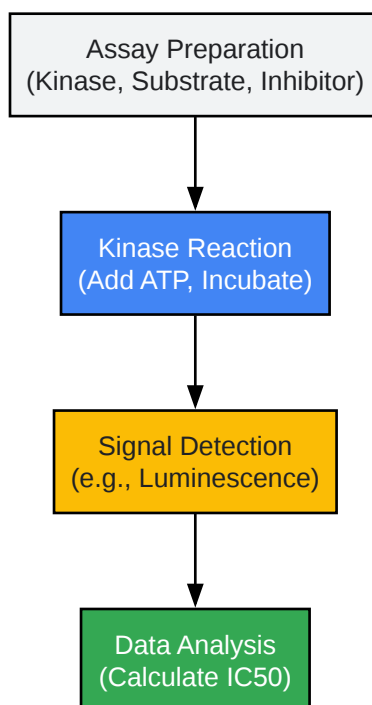 Assay Preparation
(Kinase, Substrate, Inhibitor)
Kinase Reaction
(Add ATP, Incubate)
Signal Detection
(e.g., Luminescence)
Data Analysis
(Calculate IC50)